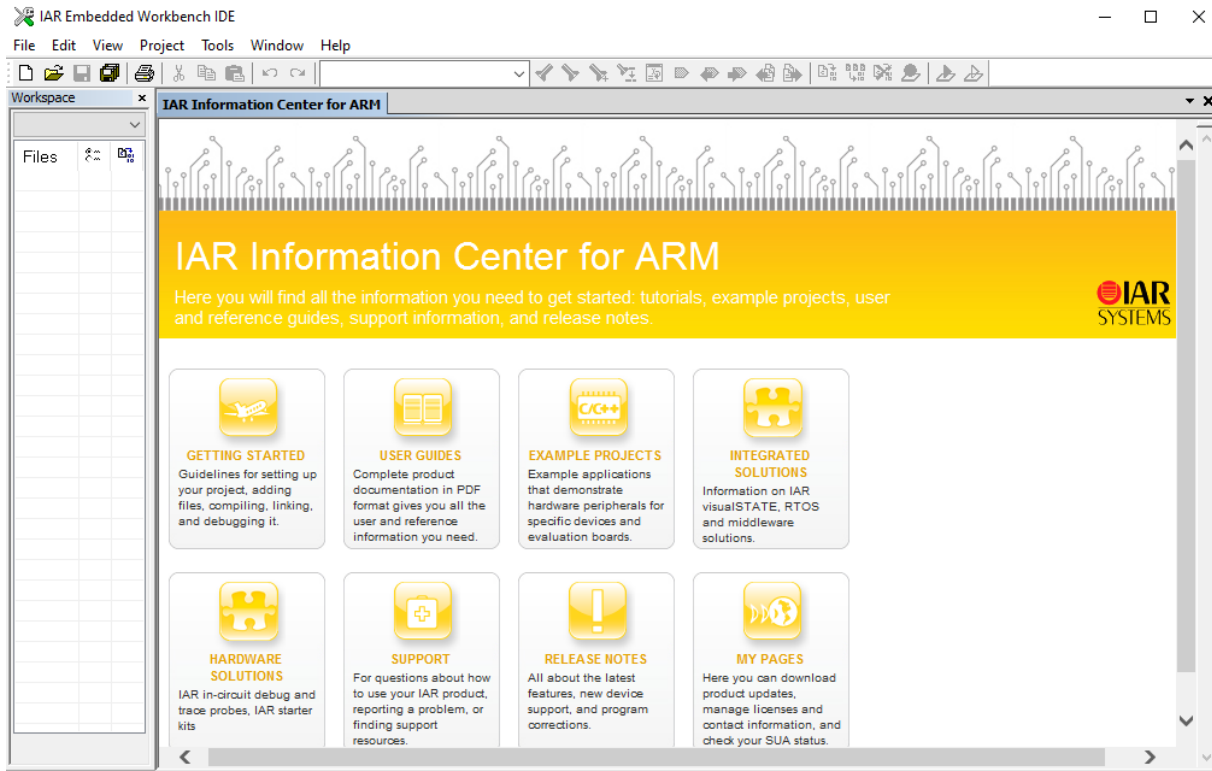 IAR Embedded Workbench IDE
File Edit View Project Tools Window Help
Workspace
IAR Information Center for ARM
Files
IAR Information Center for ARM
Here you will find all the information you need to get started: tutorials, example projects, user
and reference guides, support information, and release notes.
IAR
SYSTEMS
GETTING STARTED
Guidelines for setting up
your project, adding
files, compiling, linking,
and debugging it.
USER GUIDES
Complete product
documentation in PDF
format gives you all the
user and reference
information you need.
C/C++
EXAMPLE PROJECTS
Example applications
that demonstrate
hardware peripherals for
specific devices and
evaluation boards.
INTEGRATED
SOLUTIONS
Information on IAR
visualSTATE, RTOS
and middleware
solutions.
HARDWARE
SOLUTIONS
IAR in-circuit debug and
trace probes, IAR starter
kits
SUPPORT
For questions about how
to use your IAR product,
reporting a problem, or
finding support
resources.
RELEASE NOTES
All about the latest
features, new device
support, and program
corrections.
MY PAGES
Here you can download
product updates,
manage licenses and
contact information, and
check your SUA status.